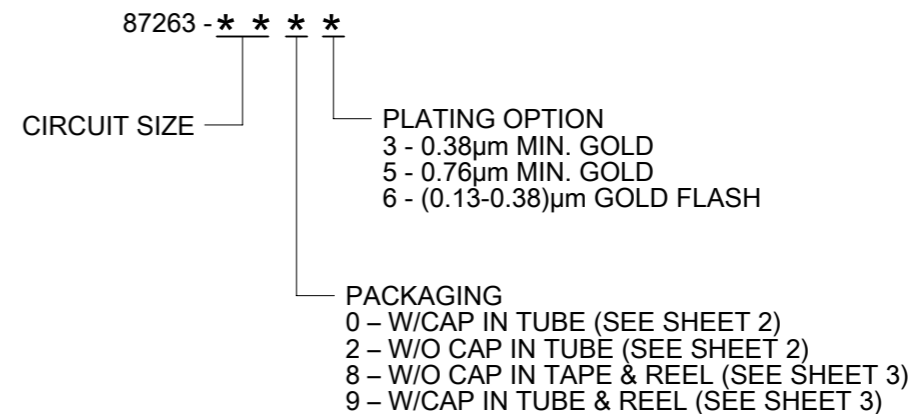 87263 - * * * *
CIRCUIT SIZE
PLATING OPTION
3 - 0.38µm MIN. GOLD
5 - 0.76µm MIN. GOLD
6 - (0.13-0.38)µm GOLD FLASH
PACKAGING
0 – W/CAP IN TUBE (SEE SHEET 2)
2 – W/O CAP IN TUBE (SEE SHEET 2)
8 – W/O CAP IN TAPE & REEL (SEE SHEET 3)
9 – W/CAP IN TUBE & REEL (SEE SHEET 3)